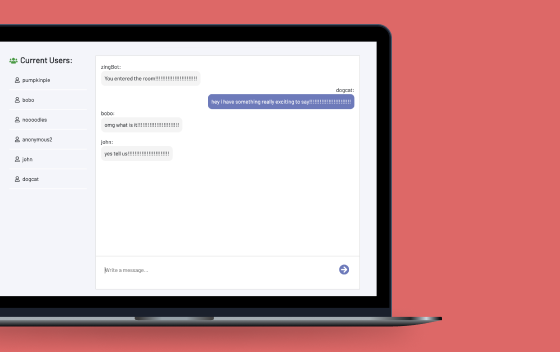 Current Users:
pumpkinpie
bobo
noooodles
anonymous2
john
dogcat
zingBot:
You entered the room!!!!!!!!!!!!!!!!!!!!!!!!!!
dogcat:
hey I have something really exciting to say!!!!!!!!!!!!!!!!!!!!!!!!!!
bobo:
omg what is it!!!!!!!!!!!!!!!!!!!!!!!!!!
john:
yes tell us!!!!!!!!!!!!!!!!!!!!!!!!!!
Write a message...